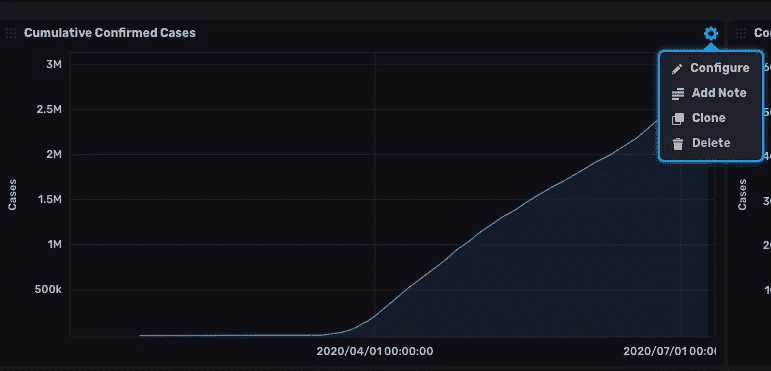 Cumulative Confirmed Cases
Co
Configure
Add Note
Clone
Delete
3M
2.5M
2M
1.5M
1M
500k
Cases
2020/04/01 00:00:00
2020/07/01 00:00
Cases